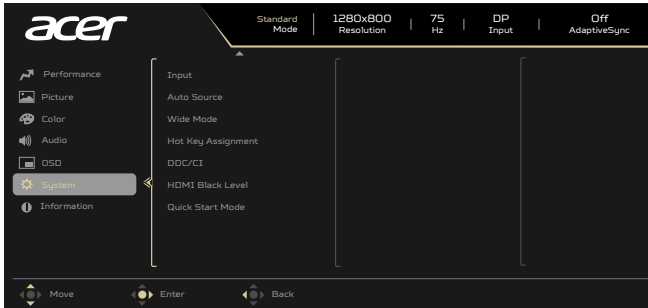 acer
Standard Mode
1280x800 Resolution
75 Hz
DP Input
Off AdaptiveSync
Performance
Picture
Color
Audio
OSD
System
Information
Input
Auto Source
Wide Mode
Hot Key Assignment
DDC/CI
HDMI Black Level
Quick Start Mode
Move
Enter
Back